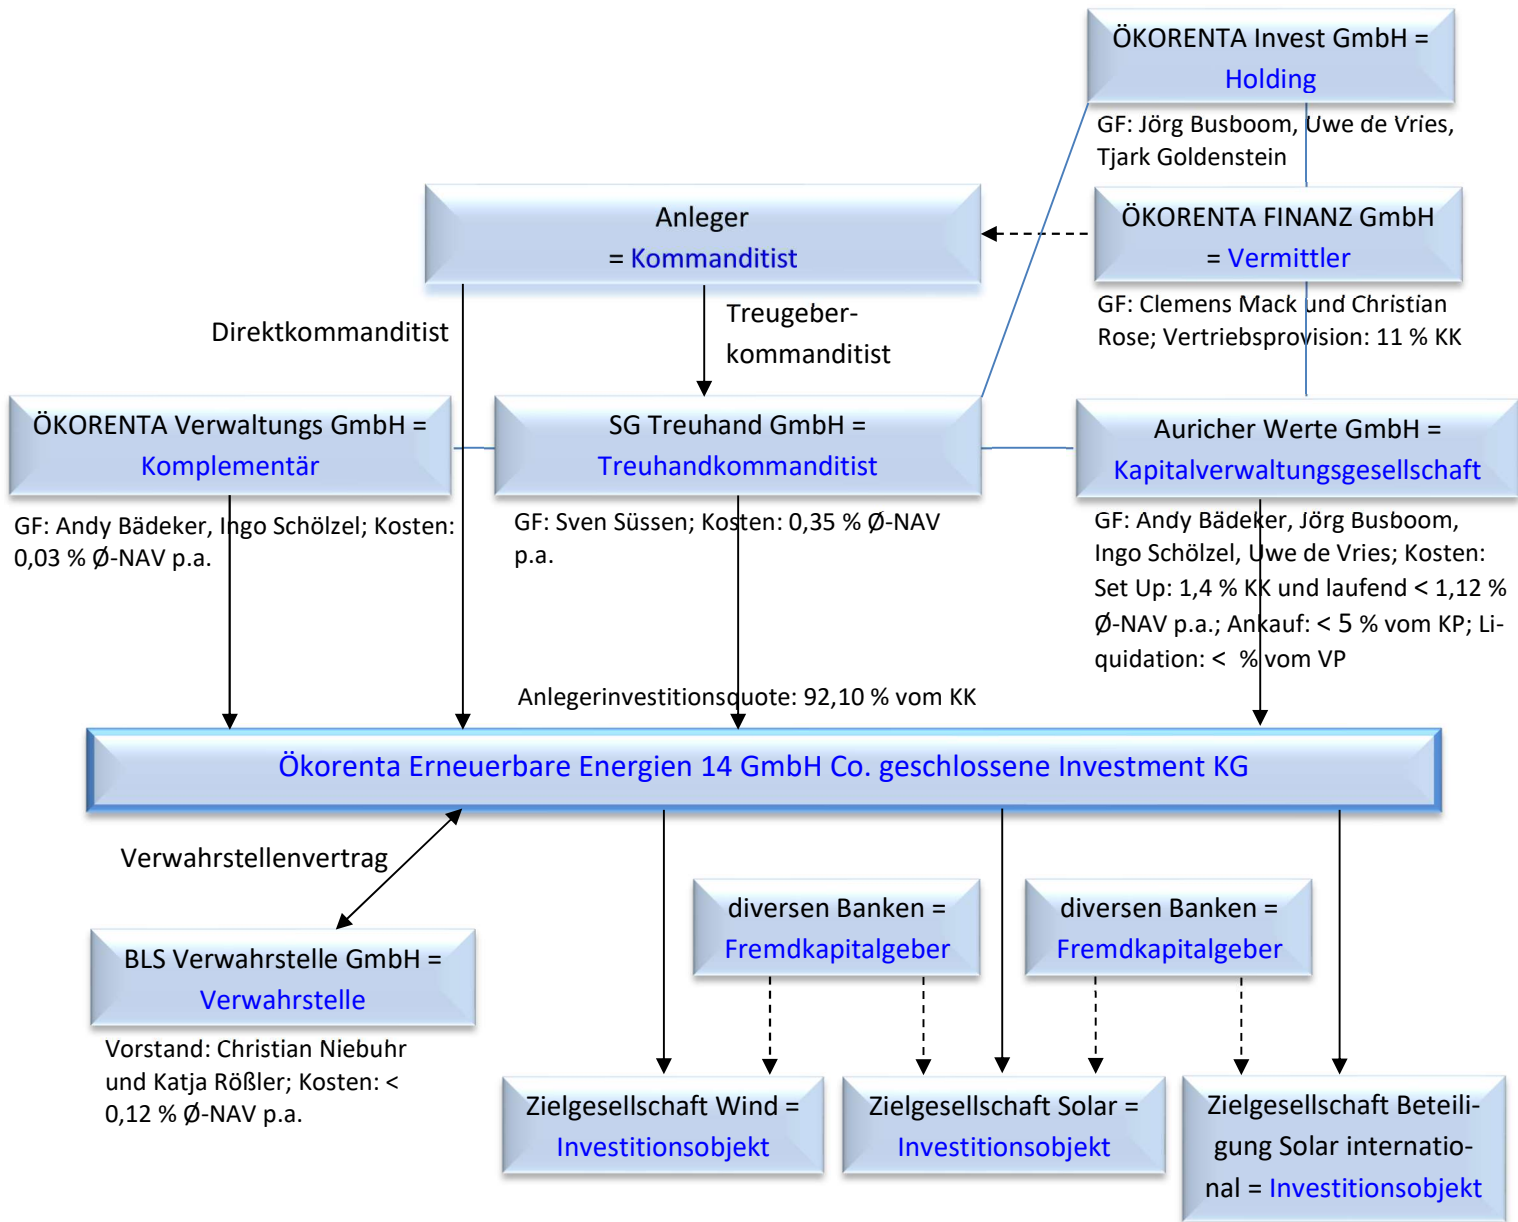 ÖKORENTA Invest GmbH =
Holding
GF: Jörg Busboom, Uwe de Vries,
Tjark Goldenstein
Anleger
= Kommanditist
ÖKORENTA FINANZ GmbH
= Vermittler
GF: Clemens Mack und Christian
Rose; Vertriebsprovision: 11 % KK
Direktkommanditist
Treugeber-
kommanditist
ÖKORENTA Verwaltungs GmbH =
Komplementär
GF: Andy Bädeker, Ingo Schölzel; Kosten:
0,03 % Ø-NAV p.a.
SG Treuhand GmbH =
Treuhandkommanditist
GF: Sven Süssen; Kosten: 0,35 % Ø-NAV
p.a.
Auricher Werte GmbH =
Kapitalverwaltungsgesellschaft
GF: Andy Bädeker, Jörg Busboom,
Ingo Schölzel, Uwe de Vries; Kosten:
Set Up: 1,4 % KK und laufend < 1,12 %
Ø-NAV p.a.; Ankauf: < 5 % vom KP; Li-
quidation: < % vom VP
Anlegerinvestitionsquote: 92,10 % vom KK
Ökorenta Erneuerbare Energien 14 GmbH Co. geschlossene Investment KG
Verwahrstellenvertrag
BLS Verwahrstelle GmbH =
Verwahrstelle
Vorstand: Christian Niebuhr
und Katja Rößler; Kosten: <
0,12 % Ø-NAV p.a.
diversen Banken =
Fremdkapitalgeber
diversen Banken =
Fremdkapitalgeber
Zielgesellschaft Wind =
Investitionsobjekt
Zielgesellschaft Solar =
Investitionsobjekt
Zielgesellschaft Beteili-
gung Solar internatio-
nal = Investitionsobjekt